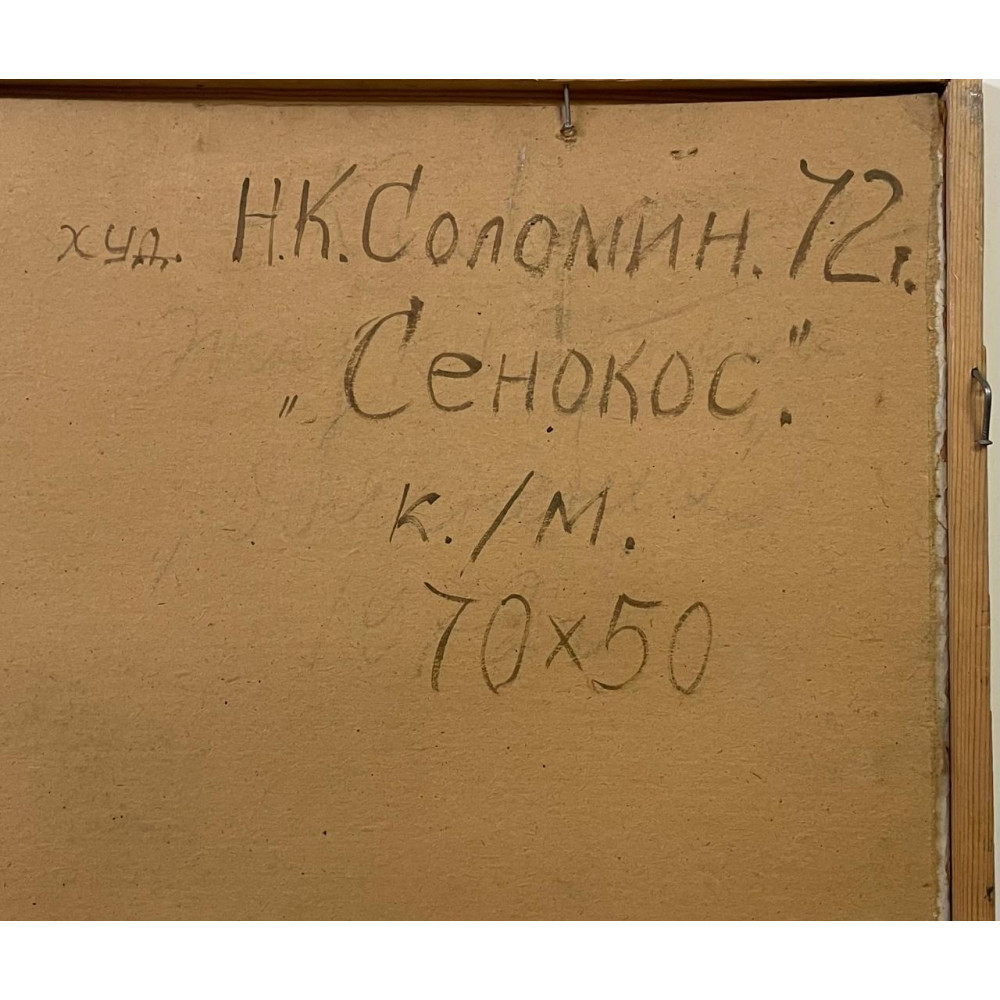 худ. Н.К. Соломин. 72г.
„Сенокос."
к./м.
70х50